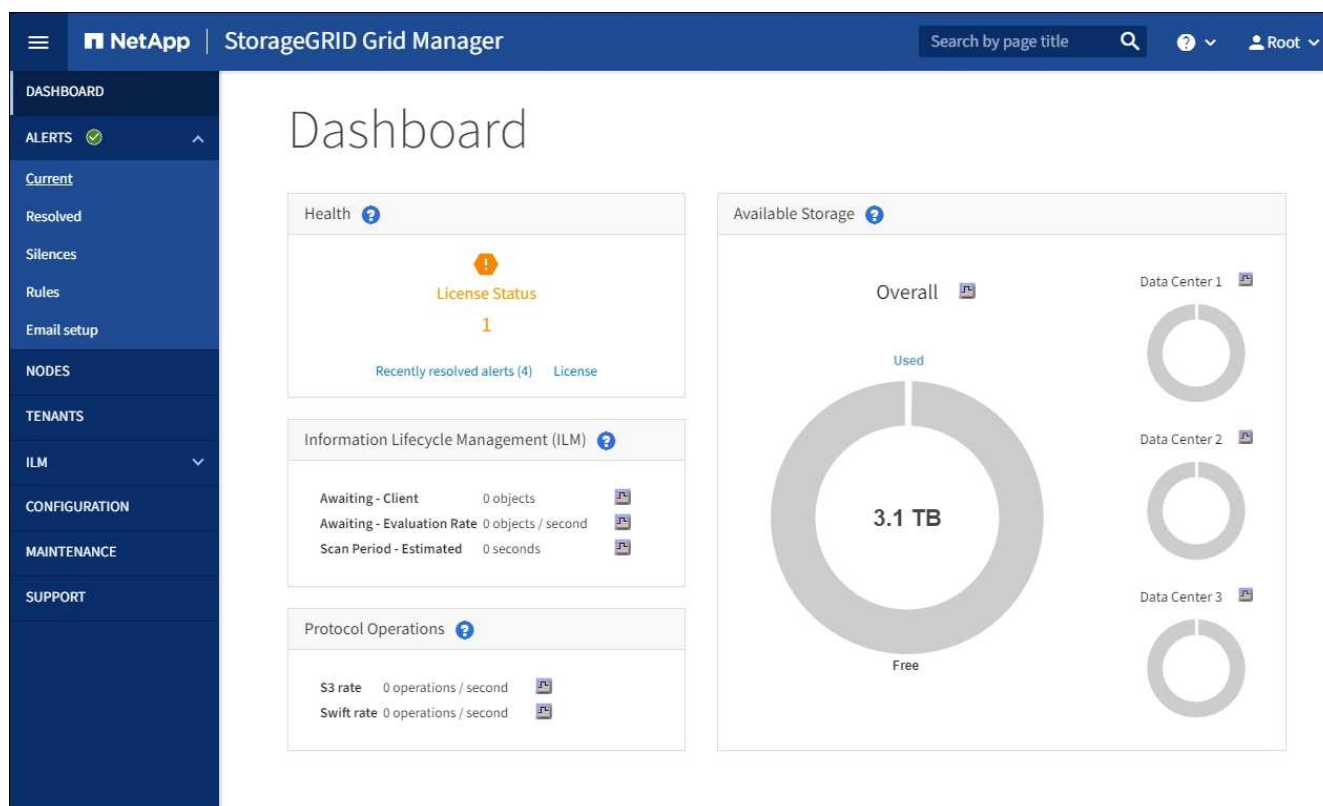 NetApp | StorageGRID Grid Manager
Search by page title
Root
DASHBOARD
ALERTS
Current
Resolved
Silences
Rules
Email setup
NODES
TENANTS
ILM
CONFIGURATION
MAINTENANCE
SUPPORT
Dashboard
Health ?
!
License Status
1
Recently resolved alerts (4) License
Information Lifecycle Management (ILM) ?
Awaiting - Client 0 objects
Awaiting - Evaluation Rate 0 objects / second
Scan Period - Estimated 0 seconds
Protocol Operations ?
S3 rate 0 operations / second
Swift rate 0 operations / second
Available Storage ?
Overall
Used
3.1 TB
Free
Data Center 1
Data Center 2
Data Center 3